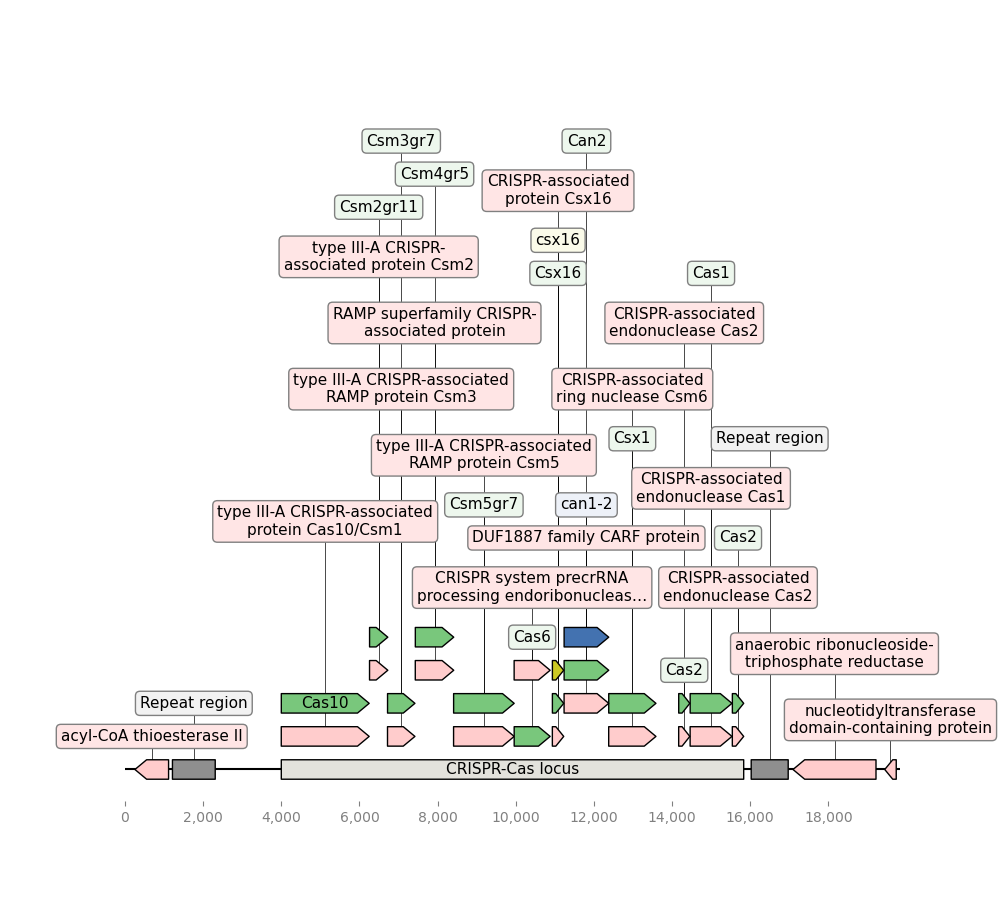 Csm3gr7
Can2
Csm4gr5
CRISPR-associated
protein Csx16
Csm2gr11
type III-A CRISPR-
associated protein Csm2
csx16
Csx16
Cas1
RAMP superfamily CRISPR-
associated protein
CRISPR-associated
endonuclease Cas2
type III-A CRISPR-associated
RAMP protein Csm3
CRISPR-associated
ring nuclease Csm6
type III-A CRISPR-associated
RAMP protein Csm5
Csx1
Repeat region
CRISPR-associated
endonuclease Cas1
type III-A CRISPR-associated
protein Cas10/Csm1
Csm5gr7
can1-2
DUF1887 family CARF protein
Cas2
CRISPR system precrRNA
processing endoribonucleas...
CRISPR-associated
endonuclease Cas2
Cas6
anaerobic ribonucleoside-
triphosphate reductase
Cas2
Repeat region
Cas10
nucleotidyltransferase
domain-containing protein
acyl-CoA thioesterase II
CRISPR-Cas locus
0 2,000 4,000 6,000 8,000 10,000 12,000 14,000 16,000 18,000